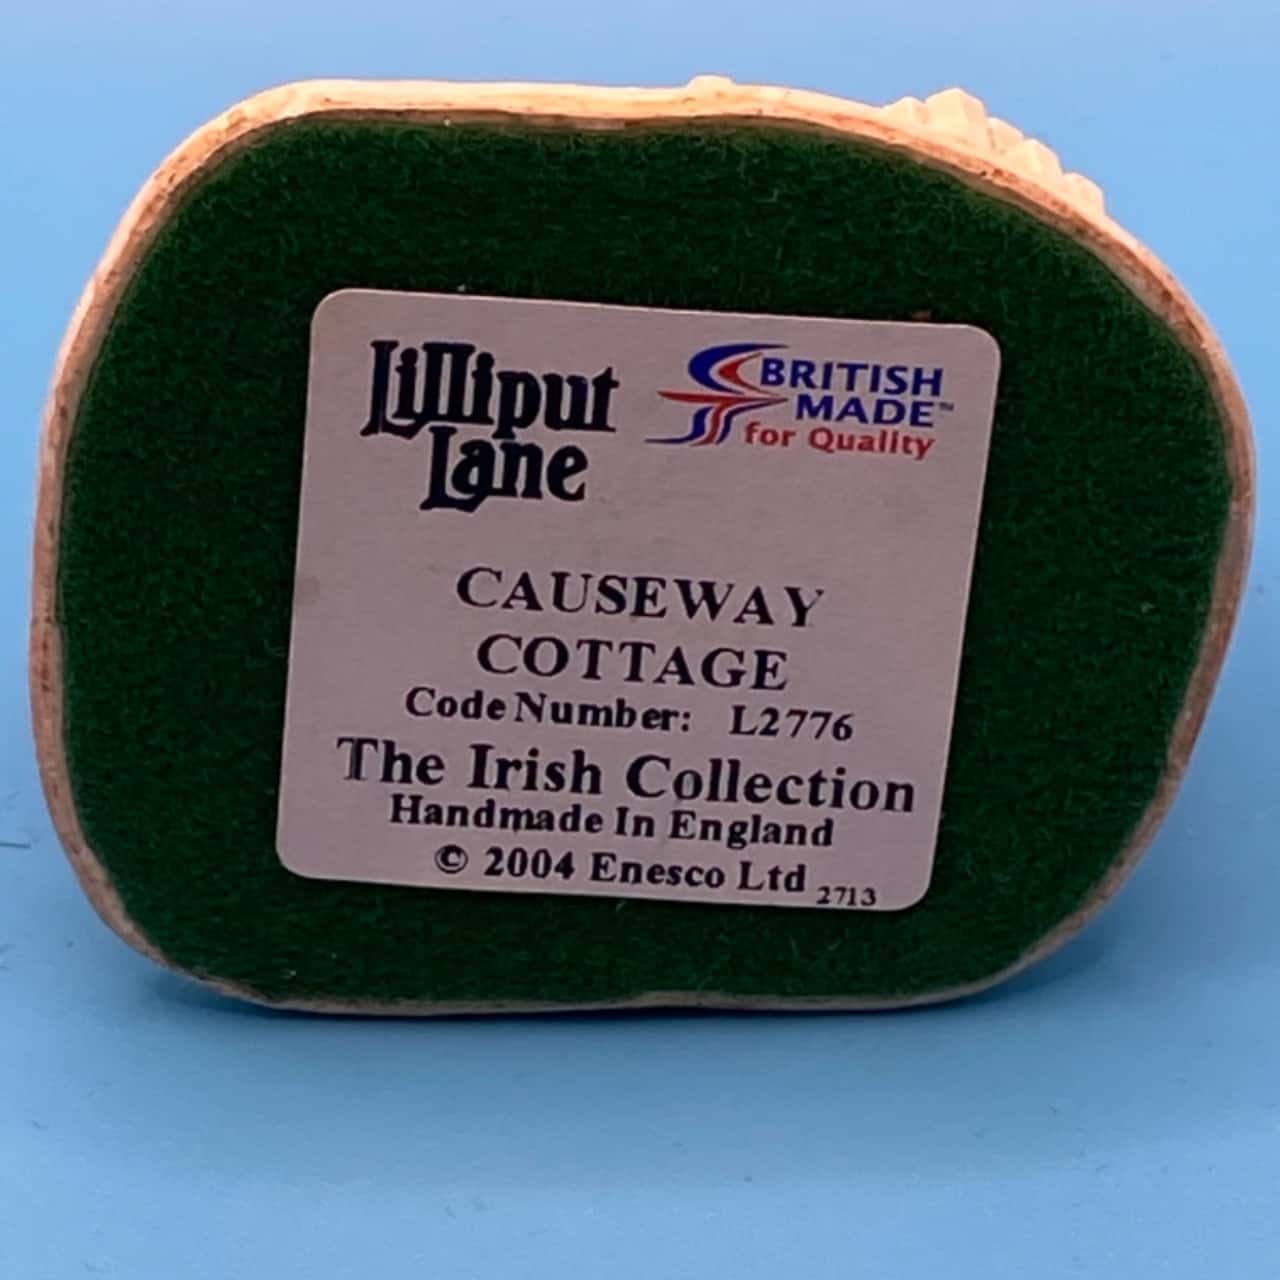 Lilliput
Lane
BRITISH
MADE™
for Quality
CAUSEWAY
COTTAGE
Code Number: L2776
The Irish Collection
Handmade In England
© 2004 Enesco Ltd 2713